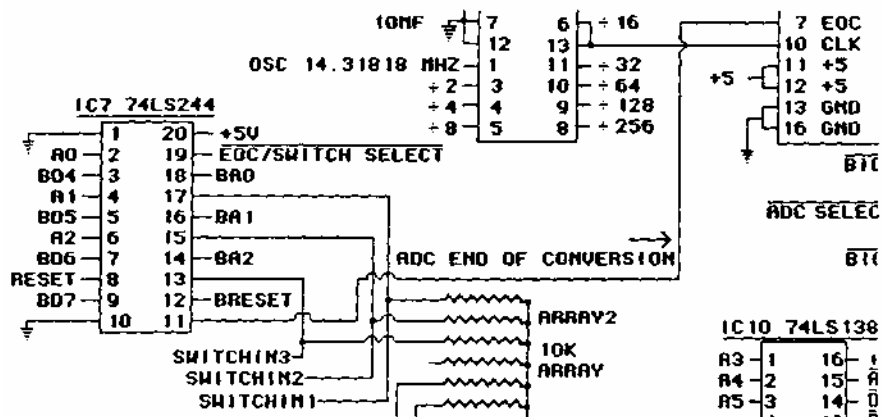 10MF
7 6 ÷ 16
12 13
OSC 14.31818 MHZ 1 11 ÷ 32
÷ 2 3 10 ÷ 64
÷ 4 4 9 ÷ 128
÷ 8 5 8 ÷ 256
7 EOC
10 CLK
11 +5
+5
12 +5
13 GND
16 GND
IC7 74LS244
1 20 +5V
A0 2 19 EOC/SWITCH SELECT
BD4 3 18 BA0
A1 4 17
BD5 5 16 BA1
A2 6 15
BD6 7 14 BA2
RESET 8 13
BD7 9 12 BRESET
10 11
ADC SELEC
ADC END OF CONVERSION
ARRAY2
10K
ARRAY
SWITCHIN3
SWITCHIN2
SWITCHIN1
IC10 74LS138
A3 1 16
A4 2 15
A5 3 14